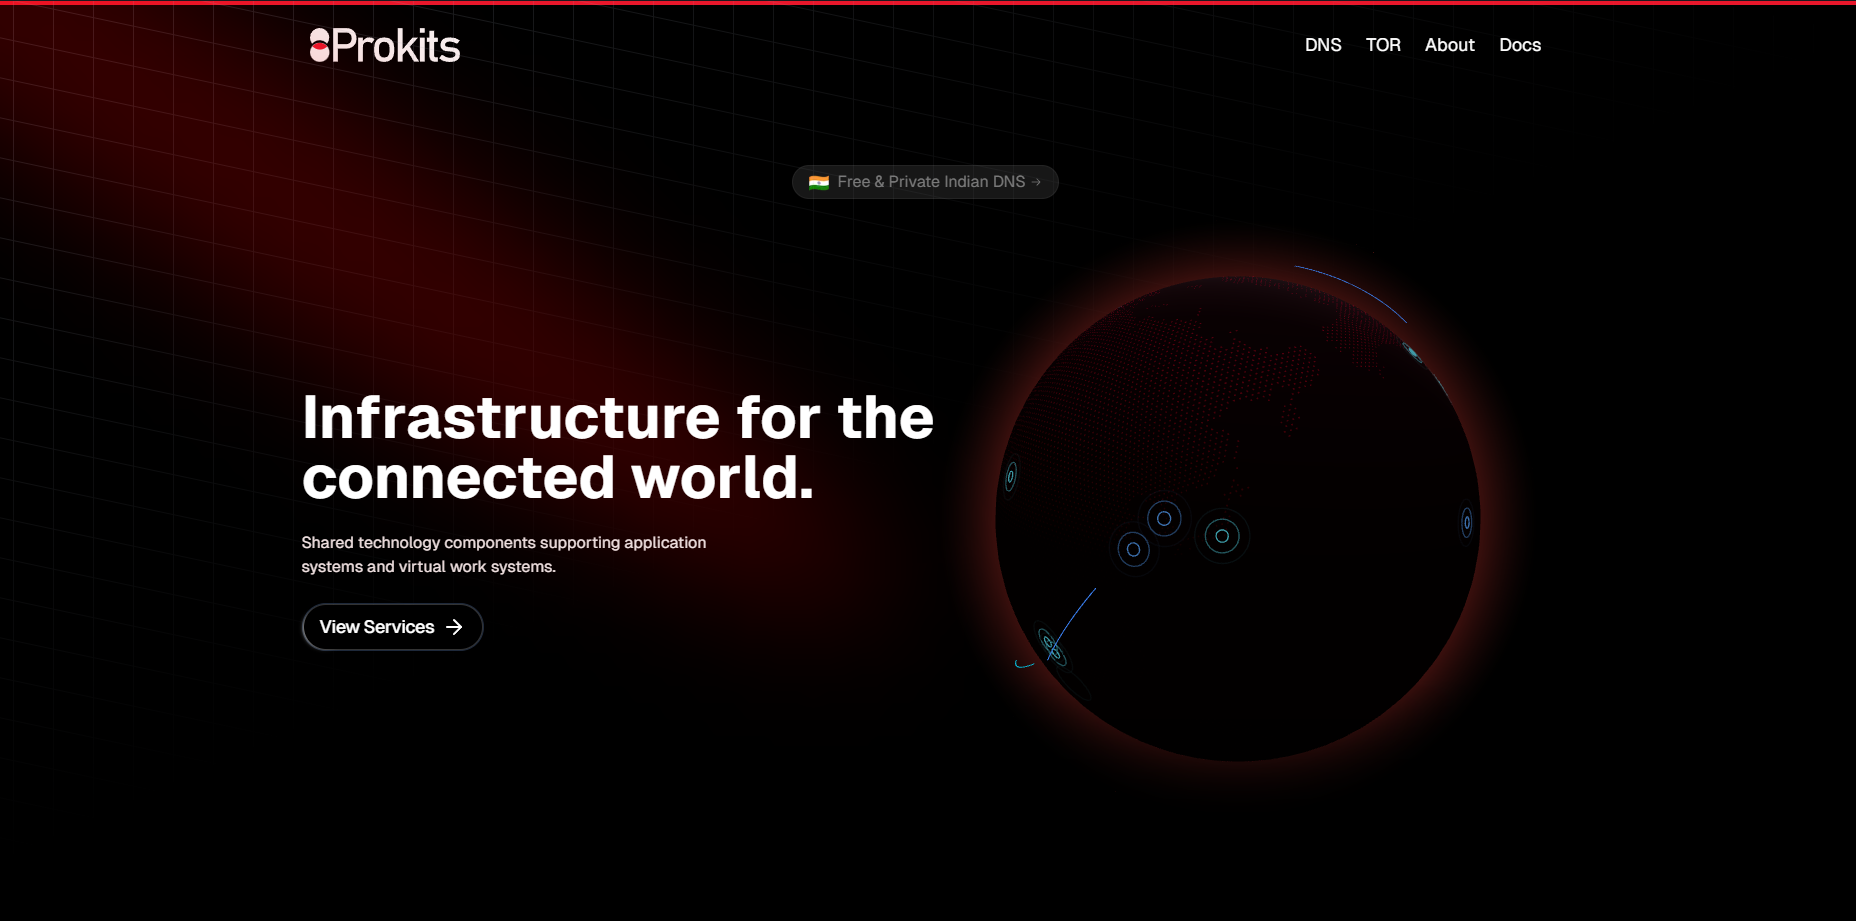 Prokits
DNS TOR About Docs
🇮🇳 Free & Private Indian DNS →
Infrastructure for the
connected world.
Shared technology components supporting application
systems and virtual work systems.
View Services →